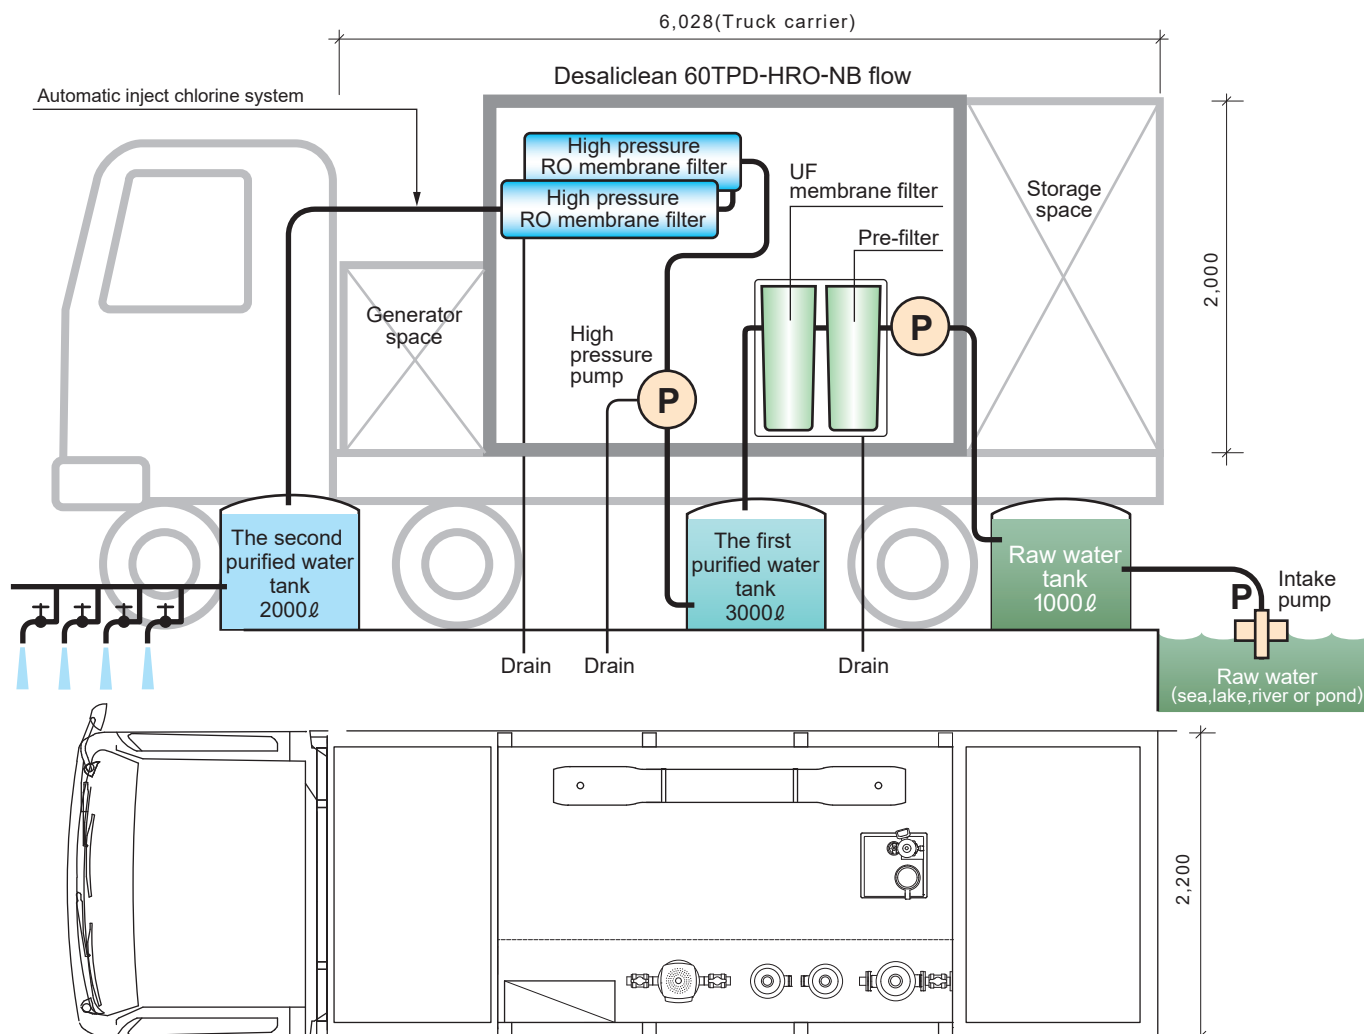 6,028(Truck carrier)
Desaliclean 60TPD-HRO-NB flow
Automatic inject chlorine system
High pressure
RO membrane filter
High pressure
RO membrane filter
UF
membrane filter
Pre-filter
Storage
space
2,000
Generator
space
High
pressure
pump
P
P
The second
purified water
tank
2000ℓ
The first
purified water
tank
3000ℓ
Raw water
tank
1000ℓ
P
Intake
pump
Raw water
(sea,lake,river or pond)
Drain
Drain
Drain
2,200